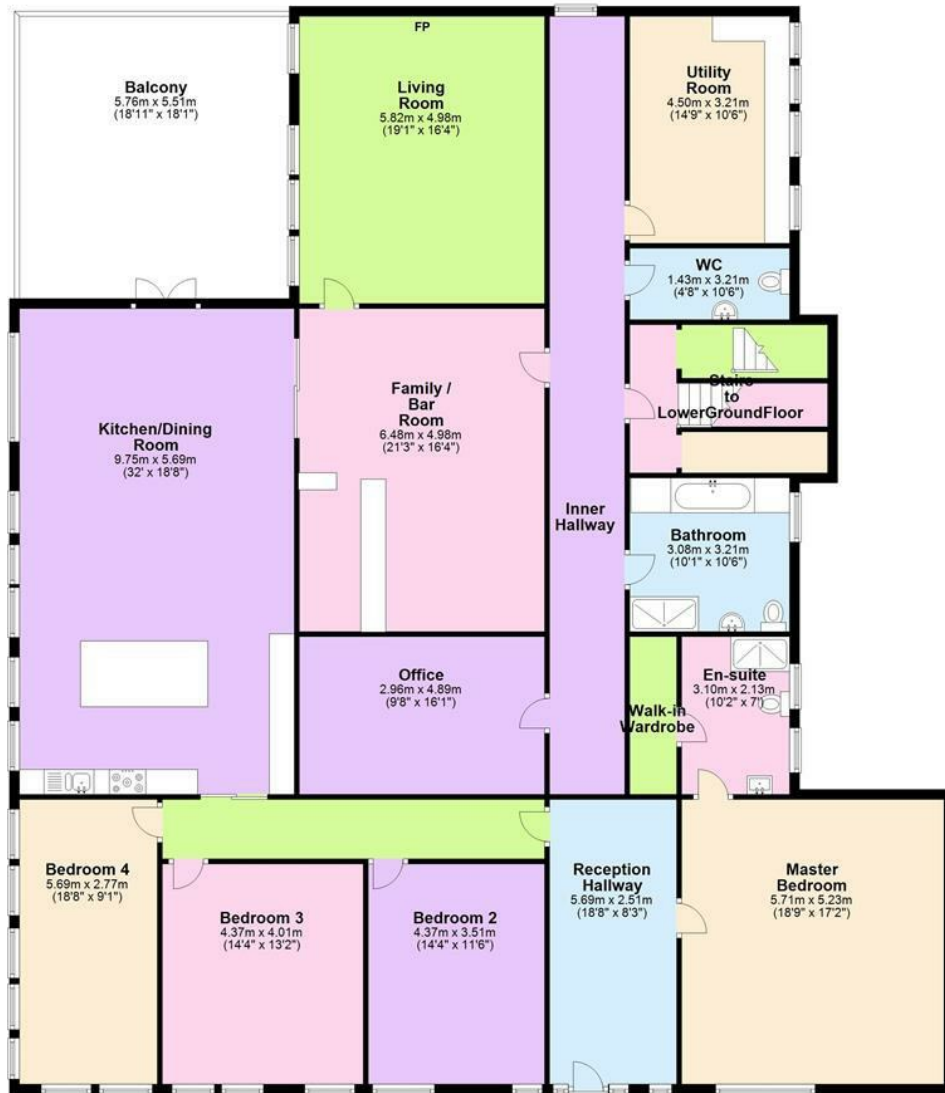 FP
Balcony
5.76m x 5.51m
(18'11" x 18'1")
Living
Room
5.82m x 4.98m
(19'1" x 16'4")
Utility
Room
4.50m x 3.21m
(14'9" x 10'6")
WC
1.43m x 3.21m
(4'8" x 10'6")
Stairs
to
LowerGroundFloor
Family /
Bar
Room
6.48m x 4.98m
(21'3" x 16'4")
Kitchen/Dining
Room
9.75m x 5.69m
(32' x 18'8")
Inner
Hallway
Bathroom
3.08m x 3.21m
(10'1" x 10'6")
Office
2.96m x 4.89m
(9'8" x 16'1")
Walk-in
Wardrobe
En-suite
3.10m x 2.13m
(10'2" x 7')
Bedroom 4
5.69m x 2.77m
(18'8" x 9'1")
Bedroom 3
4.37m x 4.01m
(14'4" x 13'2")
Bedroom 2
4.37m x 3.51m
(14'4" x 11'6")
Reception
Hallway
5.69m x 2.51m
(18'8" x 8'3")
Master
Bedroom
5.71m x 5.23m
(18'9" x 17'2")